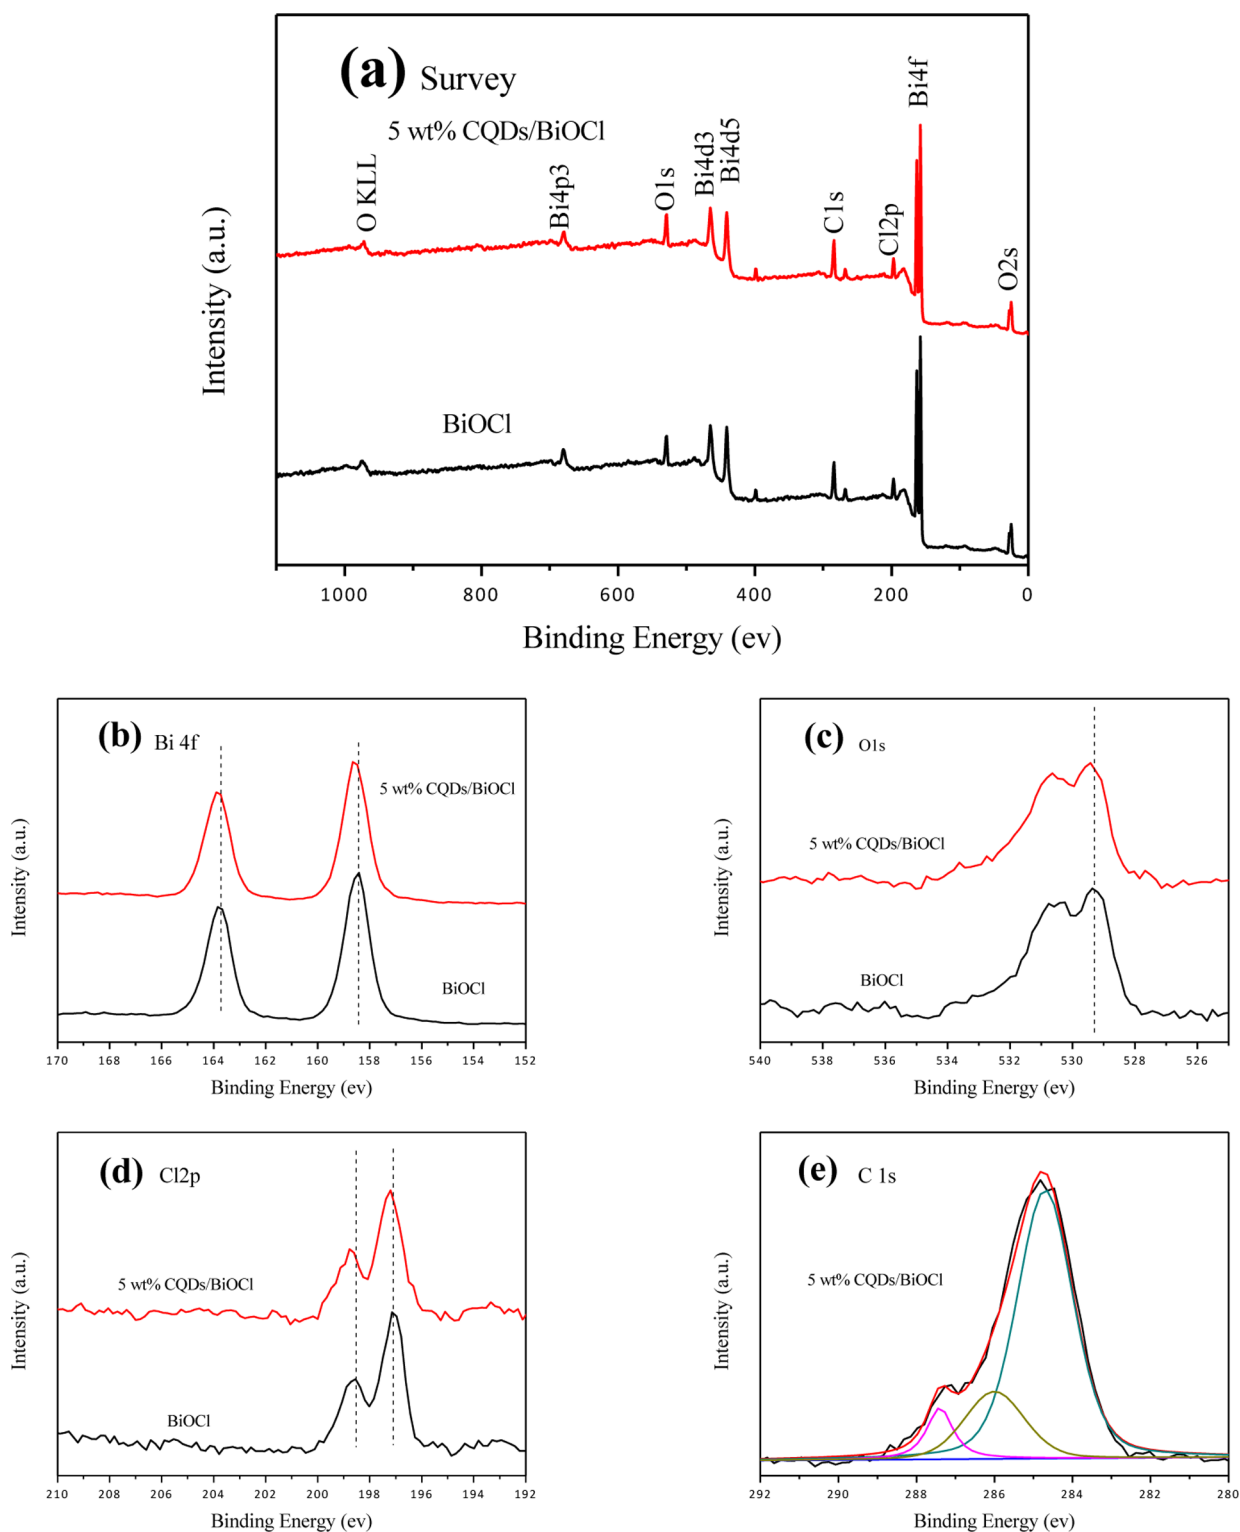 (a) Survey
5 wt% CQDs/BiOCl
O KLL
Bi4p3
O1s
Bi4d3
Bi4d5
C1s
Cl2p
Bi4f
O2s
BiOCl
Intensity (a.u.)
1000 800 600 400 200 0
Binding Energy (ev)
(b) Bi 4f
5 wt% CQDs/BiOCl
BiOCl
Intensity (a.u.)
170 168 166 164 162 160 158 156 154 152
Binding Energy (ev)
(c) O1s
5 wt% CQDs/BiOCl
BiOCl
Intensity (a.u.)
540 538 536 534 532 530 528 526
Binding Energy (ev)
(d) Cl2p
5 wt% CQDs/BiOCl
BiOCl
Intensity (a.u.)
210 208 206 204 202 200 198 197 196 194 192
Binding Energy (ev)
(e) C 1s
5 wt% CQDs/BiOCl
Intensity (a.u.)
292 290 288 286 284 282 280
Binding Energy (ev)